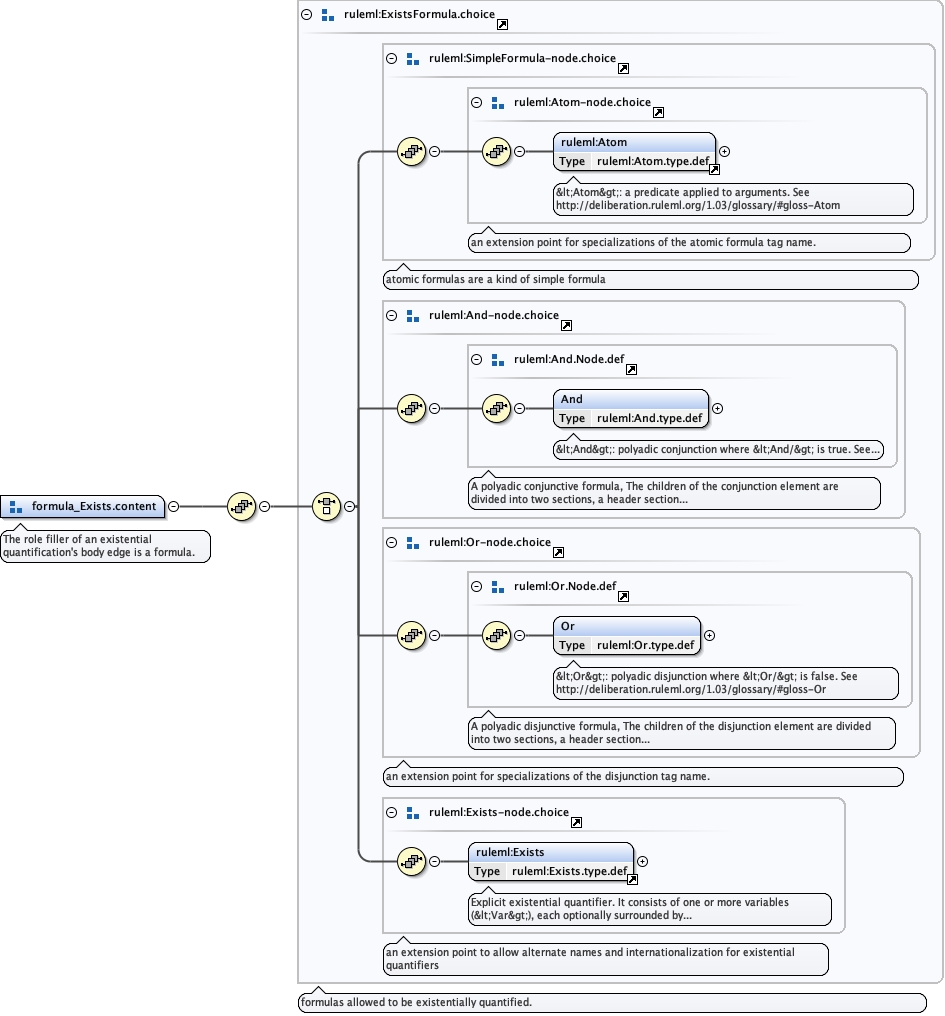 ruleml:ExistsFormula.choice
ruleml:SimpleFormula-node.choice
ruleml:Atom-node.choice
ruleml:Atom
Type ruleml:Atom.type.def
&lt;Atom&gt;: a predicate applied to arguments. See
http://deliberation.ruleml.org/1.03/glossary/#gloss-Atom
an extension point for specializations of the atomic formula tag name.
atomic formulas are a kind of simple formula
ruleml:And-node.choice
ruleml:And.Node.def
And
Type ruleml:And.type.def
&lt;And&gt;: polyadic conjunction where &lt;And/&gt; is true. See...
A polyadic conjunctive formula, The children of the conjunction element are
divided into two sections, a header section...
formula_Exists.content
The role filler of an existential
quantification's body edge is a formula.
ruleml:Or-node.choice
ruleml:Or.Node.def
Or
Type ruleml:Or.type.def
&lt;Or&gt;: polyadic disjunction where &lt;Or/&gt; is false. See
http://deliberation.ruleml.org/1.03/glossary/#gloss-Or
A polyadic disjunctive formula, The children of the disjunction element are divided
into two sections, a header section...
an extension point for specializations of the disjunction tag name.
ruleml:Exists-node.choice
ruleml:Exists
Type ruleml:Exists.type.def
Explicit existential quantifier. It consists of one or more variables
(&lt;Var&gt;), each optionally surrounded by...
an extension point to allow alternate names and internationalization for existential
quantifiers
formulas allowed to be existentially quantified.